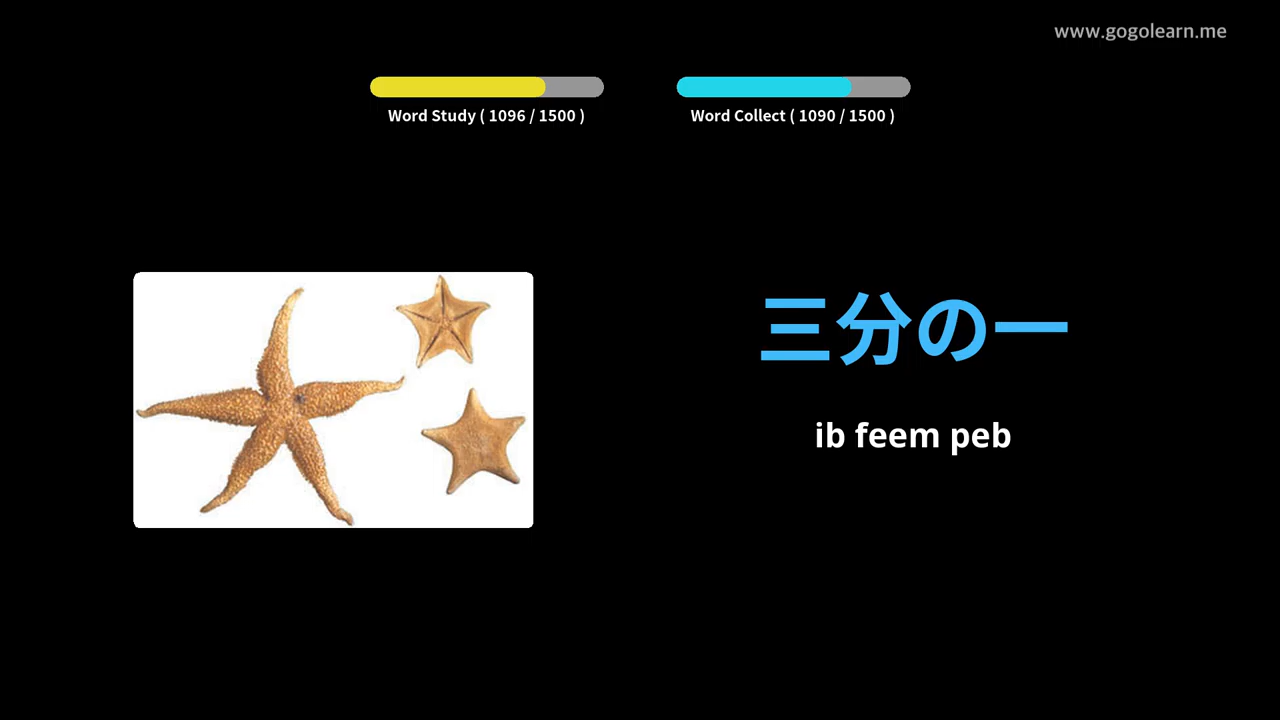 www.gogolearn.me
Word Study ( 1096 / 1500 )
Word Collect ( 1090 / 1500 )
三分の一
ib feem peb